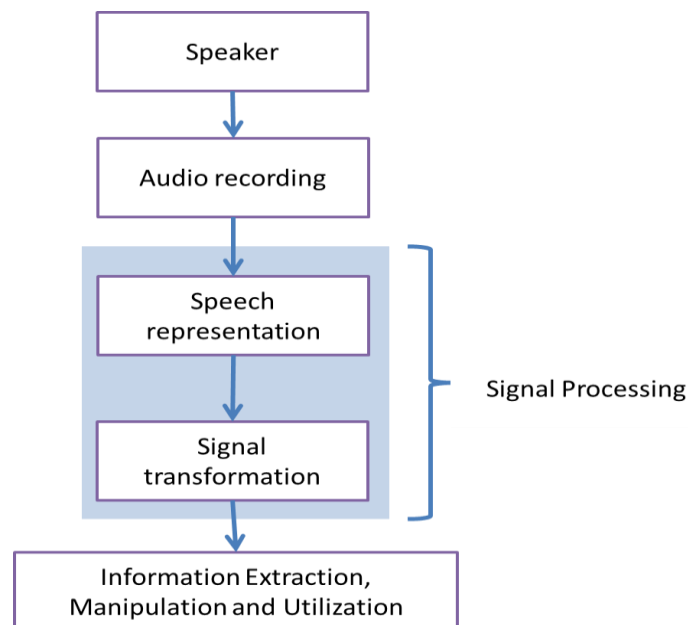 Speaker
Audio recording
Speech
representation
Signal Processing
Signal
transformation
Information Extraction,
Manipulation and Utilization